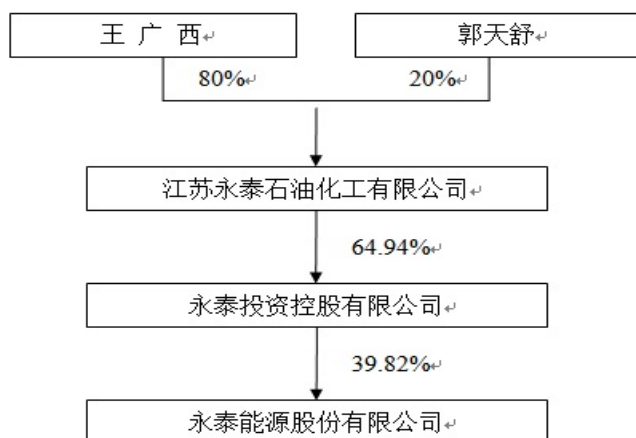 王 广 西
郭天舒
80%
20%
江苏永泰石油化工有限公司
64.94%
永泰投资控股有限公司
39.82%
永泰能源股份有限公司